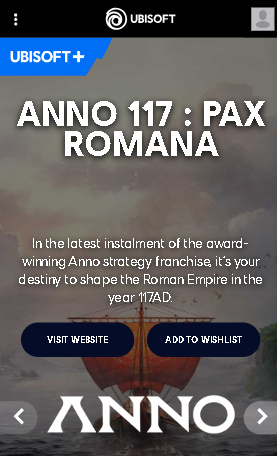 UBISOFT
UBISOFT+
ANNO 117 : PAX
ROMANA
In the latest instalment of the award-
winning Anno strategy franchise, it's your
destiny to shape the Roman Empire in the
year 117AD.
VISIT WEBSITE
ADD TO WISHLIST
ANNO